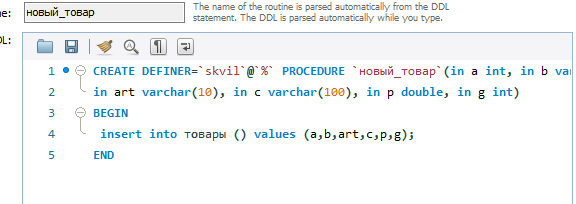 ne:
новый_товар
The name of the routine is parsed automatically from the DDL
statement. The DDL is parsed automatically while you type.
DL:
1 CREATE DEFINER=`skvil`@`%` PROCEDURE `новый_товар`(in a int, in b va
2 in art varchar(10), in c varchar(100), in p double, in g int)
3 BEGIN
4 insert into товары () values (a,b,art,c,p,g);
5 END